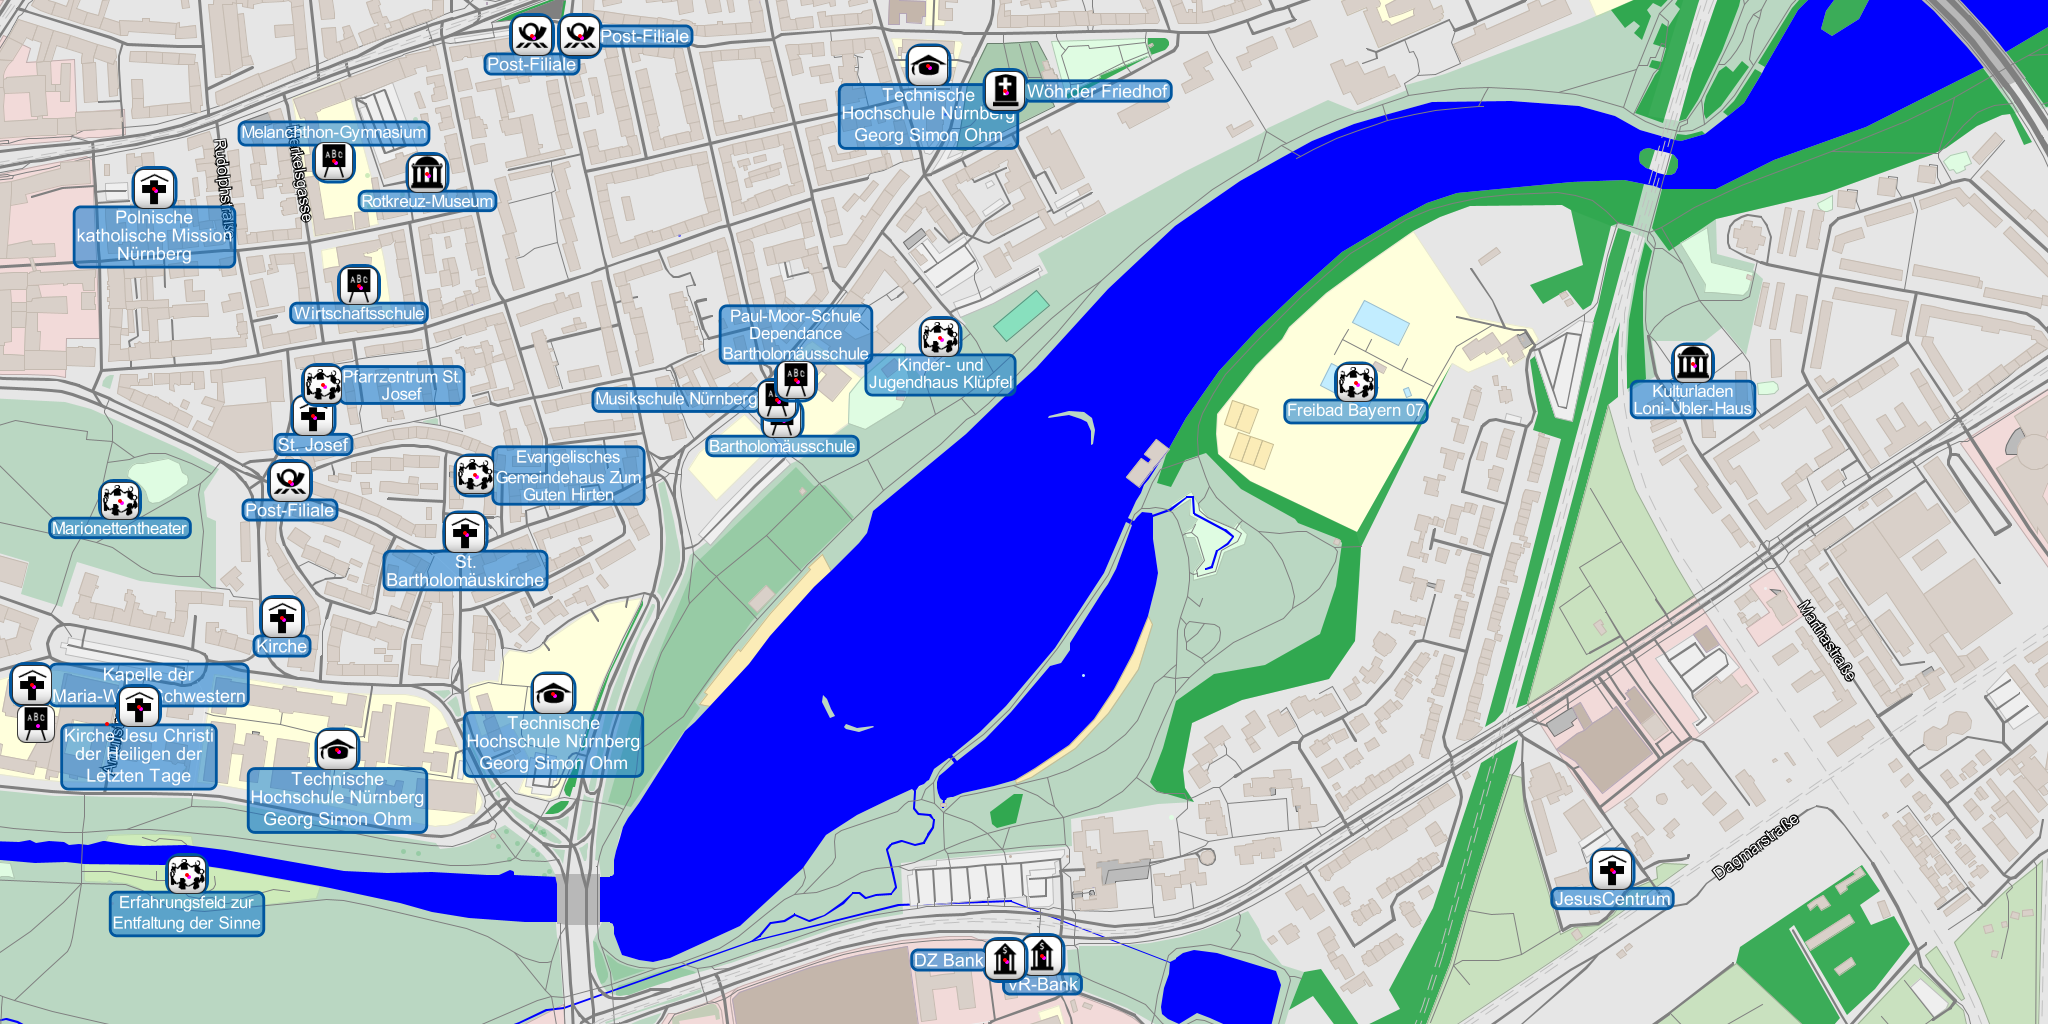 Post-Filiale
Post-Filiale
Technische
Hochschule Nürnberg
Georg Simon Ohm
Wöhrder Friedhof
Melanchthon-Gymnasium
Rotkreuz-Museum
Polnische
katholische Mission
Nürnberg
Wirtschaftsschule
Paul-Moor-Schule
Dependance
Bartholomäusschule
Kinder- und
Jugendhaus Klüpfel
Musikschule Nürnberg
Bartholomäusschule
Pfarrzentrum St.
Josef
St. Josef
Freibad Bayern 07
Kulturladen
Loni-Übler-Haus
Evangelisches
Gemeindehaus Zum
Guten Hirten
Post-Filiale
Marionettentheater
St.
Bartholomäuskirche
Kirche
Marthastraße
Kapelle der
Kirche Jesu Christi
der Heiligen der
Letzten Tage
Technische
Hochschule Nürnberg
Georg Simon Ohm
Technische
Hochschule Nürnberg
Georg Simon Ohm
Dagmarstraße
JesusCentrum
Erfahrungsfeld zur
Entfaltung der Sinne
DZ Bank
VR-Bank